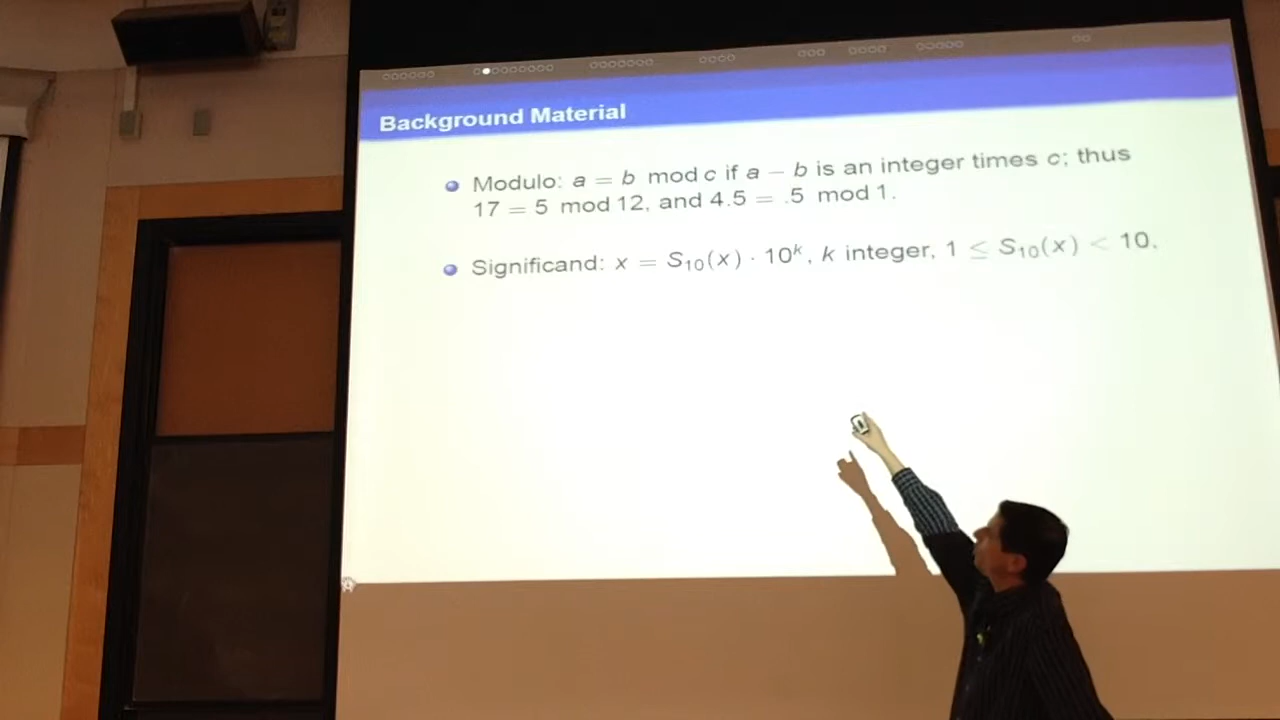 Background Material
Modulo: a = b mod c if a − b is an integer times c; thus
17 = 5 mod 12, and 4.5 = .5 mod 1.
Significand: x = S₁₀(x) · 10ᵏ, k integer, 1 ≤ S₁₀(x) < 10.